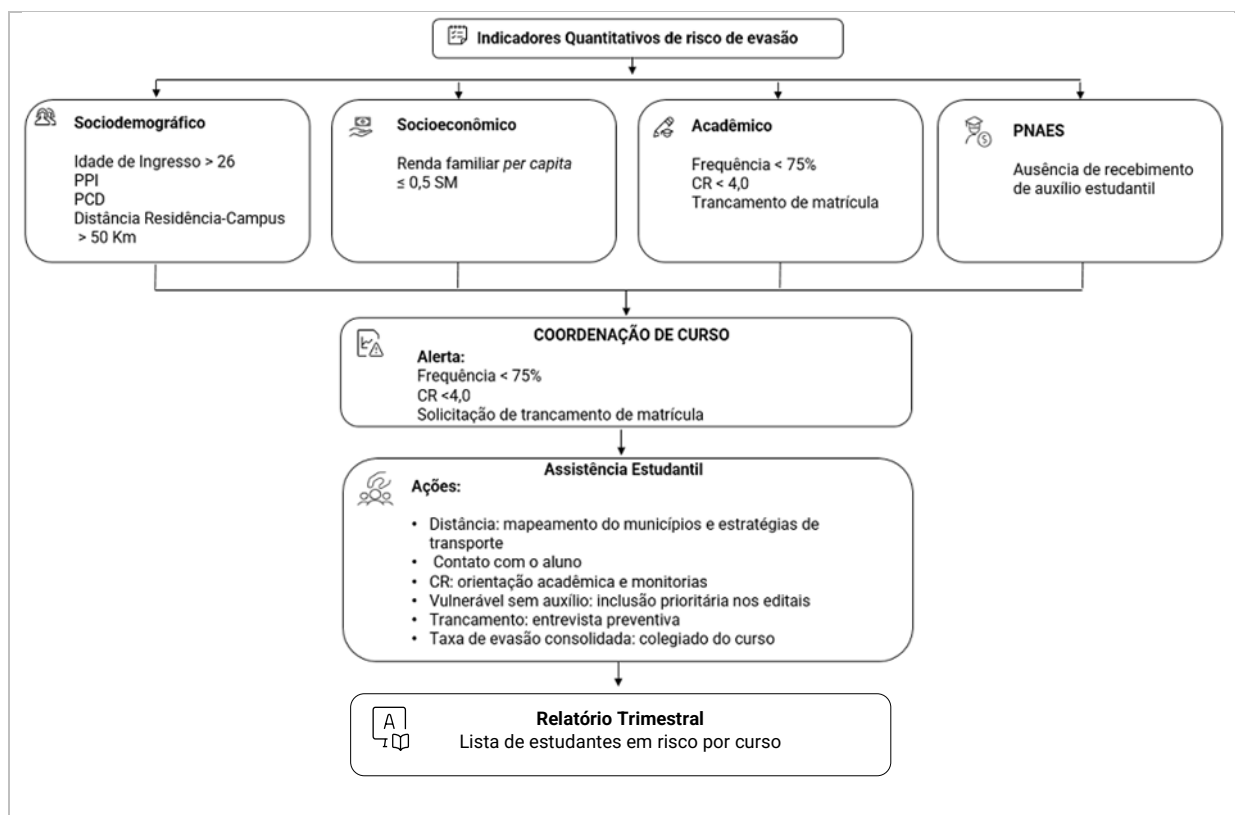 Indicadores Quantitativos de risco de evasão
Sociodemográfico
Idade de Ingresso > 26
PPI
PCD
Distância Residência-Campus
> 50 Km
Socioeconômico
Renda familiar per capita
≤ 0,5 SM
Acadêmico
Frequência < 75%
CR < 4,0
Trancamento de matrícula
PNAES
Ausência de recebimento
de auxílio estudantil
COORDENAÇÃO DE CURSO
Alerta:
Frequência < 75%
CR <4,0
Solicitação de trancamento de matrícula
Assistência Estudantil
Ações:
• Distância: mapeamento do municípios e estratégias de
transporte
• Contato com o aluno
• CR: orientação acadêmica e monitorias
• Vulnerável sem auxílio: inclusão prioritária nos editais
• Trancamento: entrevista preventiva
• Taxa de evasão consolidada: colegiado do curso
Relatório Trimestral
Lista de estudantes em risco por curso